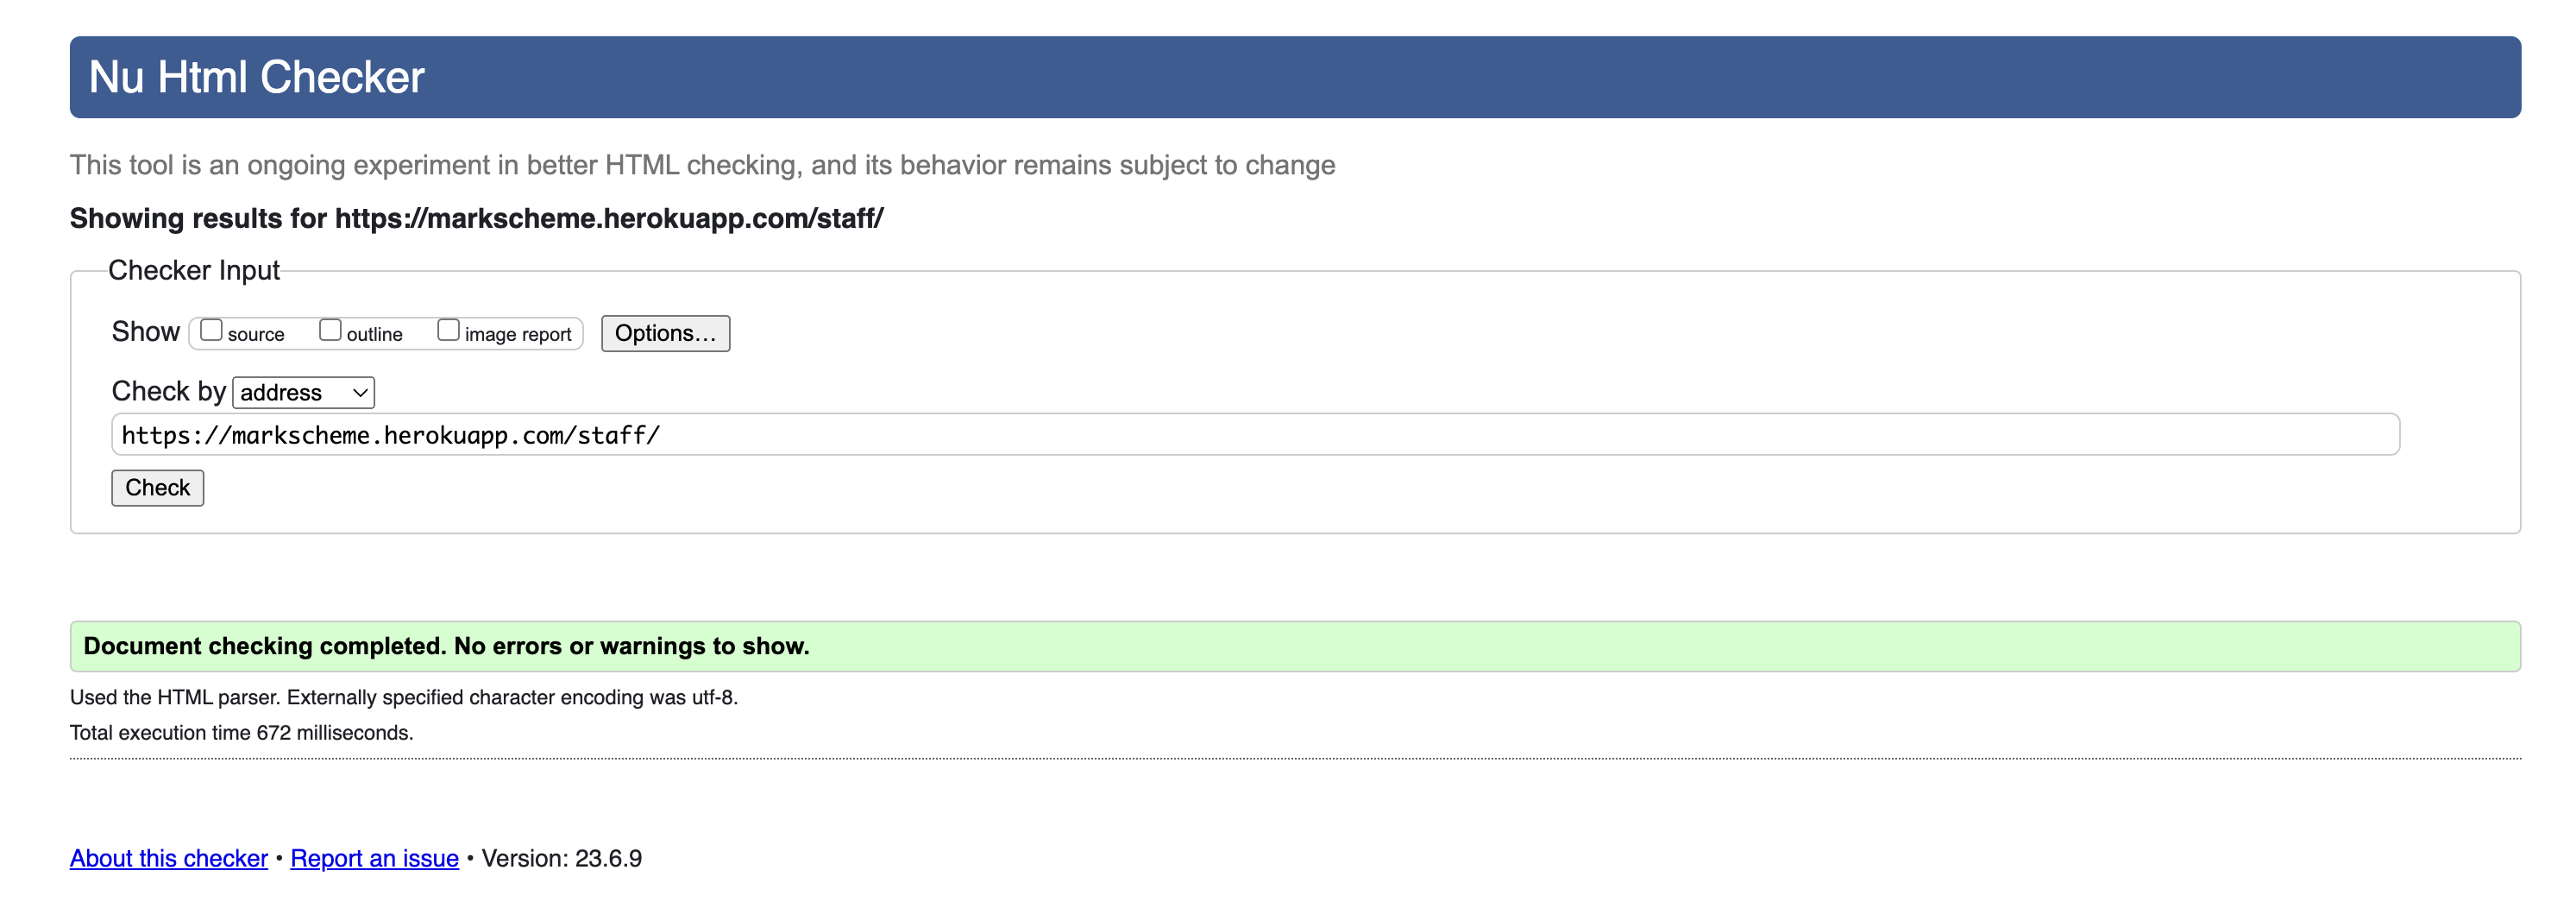 Nu Html Checker
This tool is an ongoing experiment in better HTML checking, and its behavior remains subject to change
Showing results for https://markscheme.herokuapp.com/staff/
Checker Input
Show source outline image report Options…
Check by address
https://markscheme.herokuapp.com/staff/
Check
Document checking completed. No errors or warnings to show.
Used the HTML parser. Externally specified character encoding was utf-8.
Total execution time 672 milliseconds.
About this checker • Report an issue • Version: 23.6.9